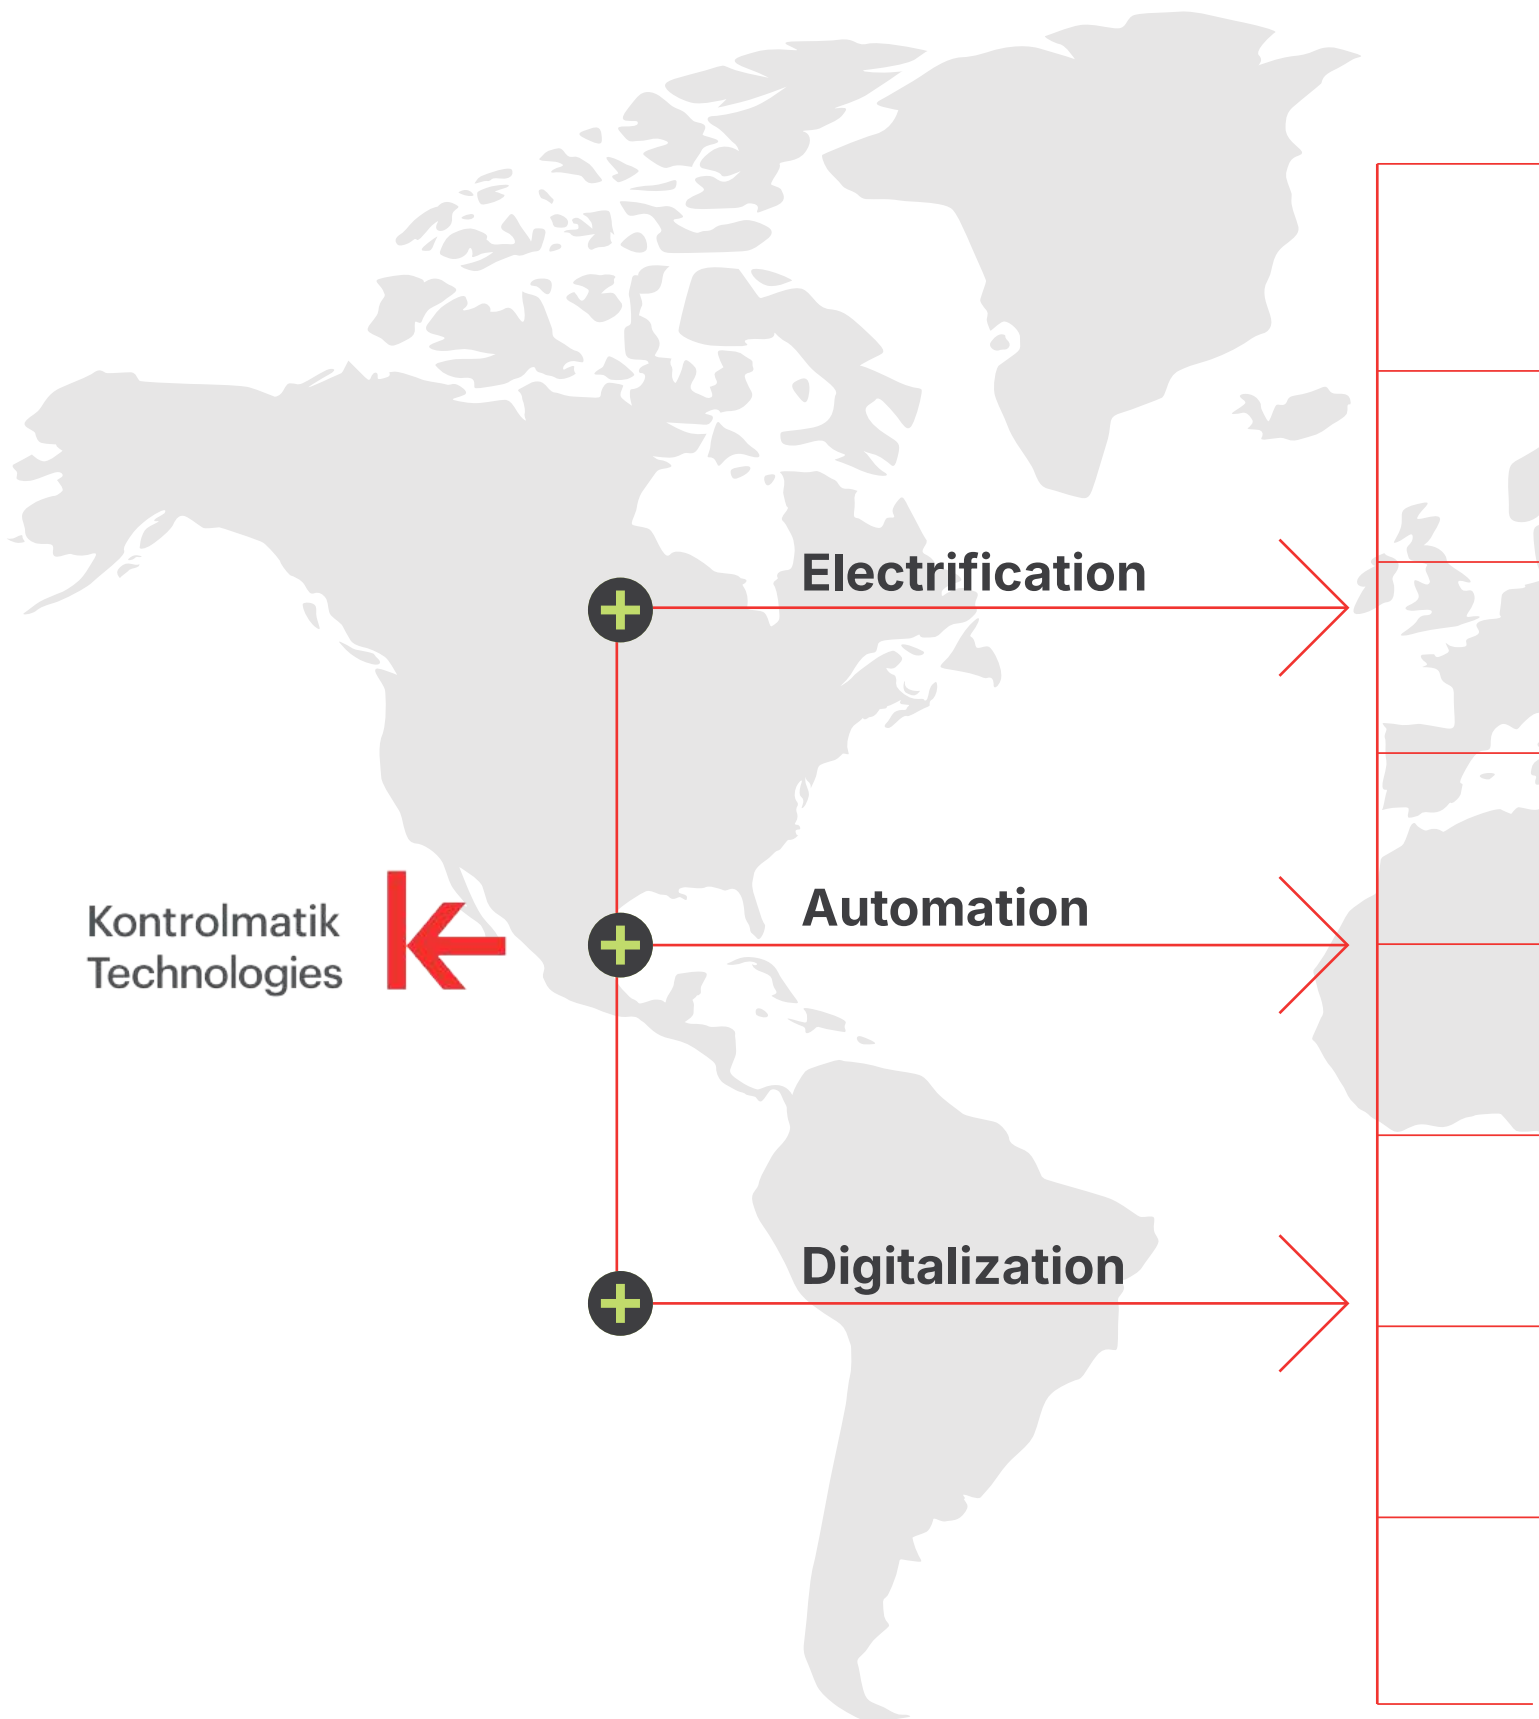 Electrification
Automation
Kontrolmatik
Technologies
Digitalization